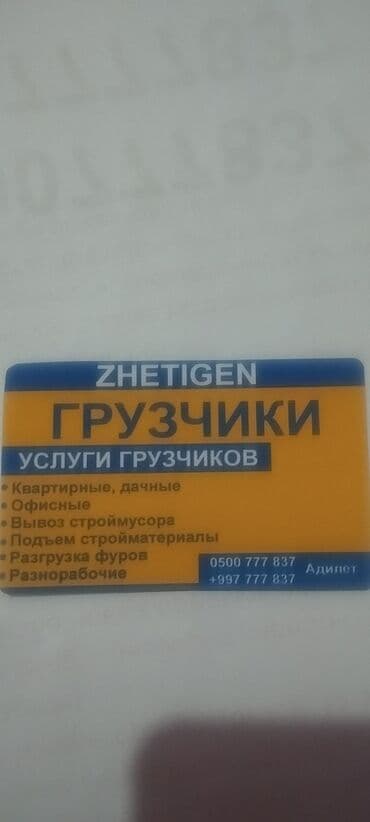 ZHETIGEN
ГРУЗЧИКИ
УСЛУГИ ГРУЗЧИКОВ
• Квартирные, дачные
• Офисные
• Вывоз строймусора
• Подъем стройматериалы
• Разгрузка фуров
• Разнорабочие
0500 777 837 Адилет
+997 777 837